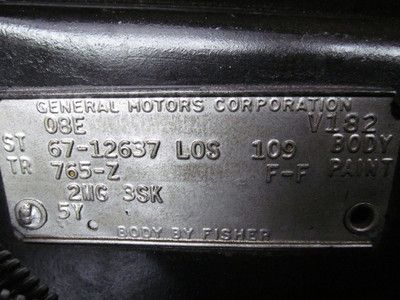 GENERAL MOTORS CORPORATION
08E V182
ST 67-12637 LOS 109 BODY
TR 765-Z F-F PAINT
2MG 3SK
5Y
BODY BY FISHER